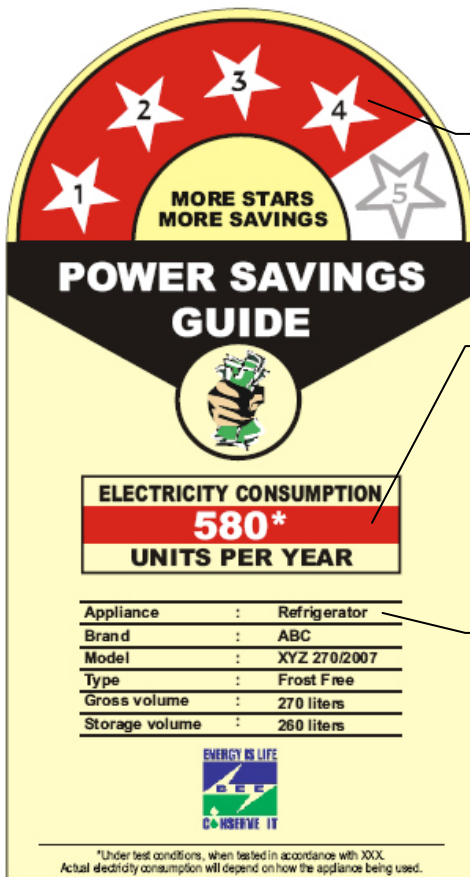 1 2 3 4 5
MORE STARS
MORE SAVINGS
POWER SAVINGS
GUIDE
ELECTRICITY CONSUMPTION
580*
UNITS PER YEAR
Appliance : Refrigerator
Brand : ABC
Model : XYZ 270/2007
Type : Frost Free
Gross volume : 270 liters
Storage volume : 260 liters
ENERGY IS LIFE
BEE
CONSERVE IT
*Under test conditions, when tested in accordance with XXX.
Actual electricity consumption will depend on how the appliance being used.